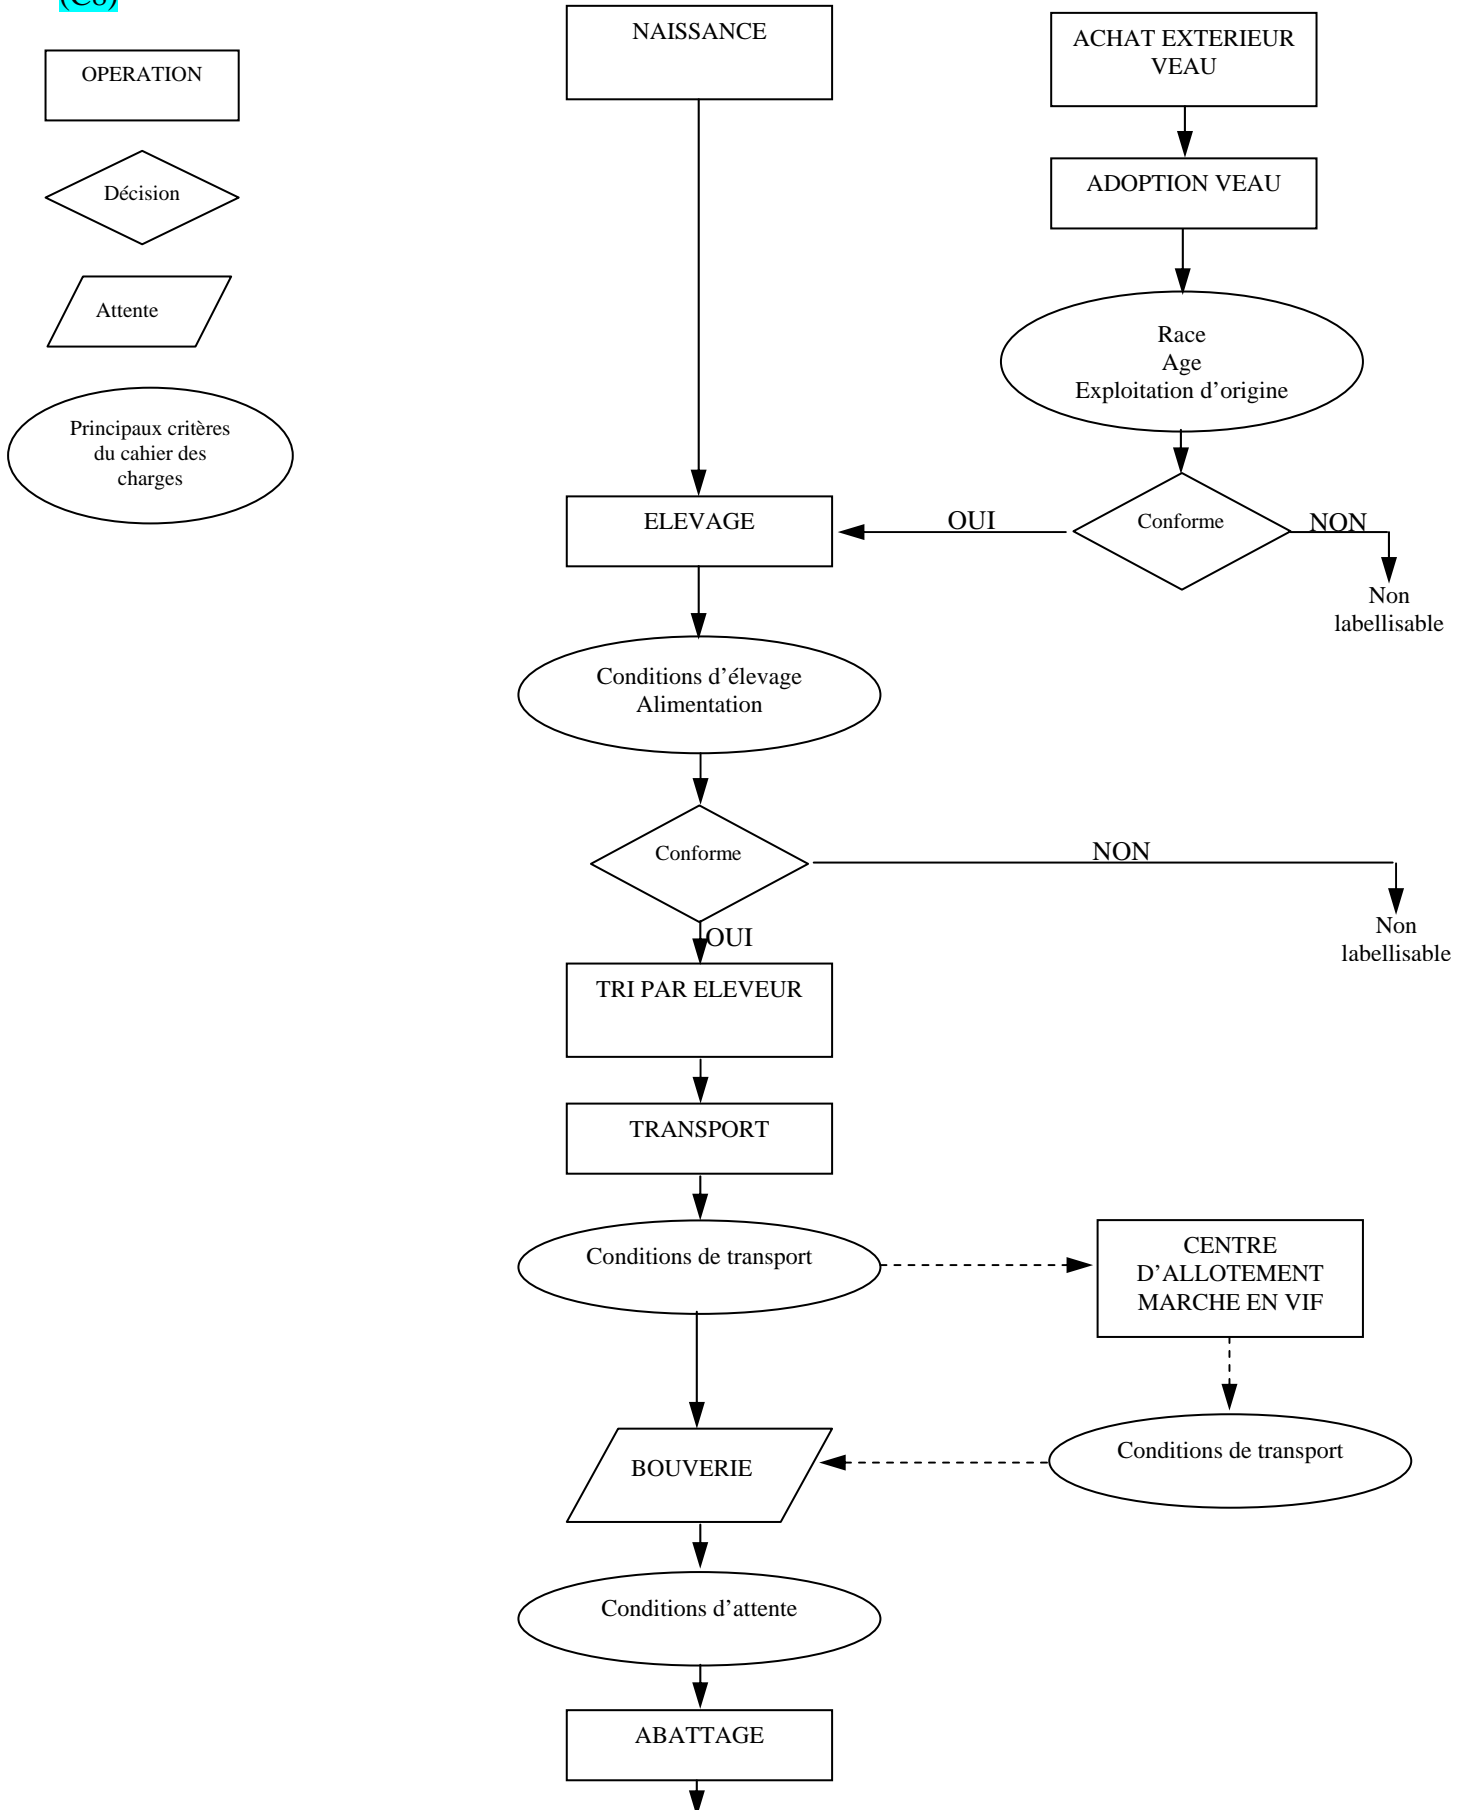 OPERATION
Décision
Attente
Principaux critères
du cahier des
charges
NAISSANCE
ACHAT EXTERIEUR
VEAU
ADOPTION VEAU
Race
Age
Exploitation d’origine
ELEVAGE
OUI
Conforme
NON
Non
labellisable
Conditions d’élevage
Alimentation
Conforme
NON
Non
labellisable
OUI
TRI PAR ELEVEUR
TRANSPORT
Conditions de transport
CENTRE
D’ALLOTEMENT
MARCHE EN VIF
Conditions de transport
BOUVERIE
Conditions d’attente
ABATTAGE